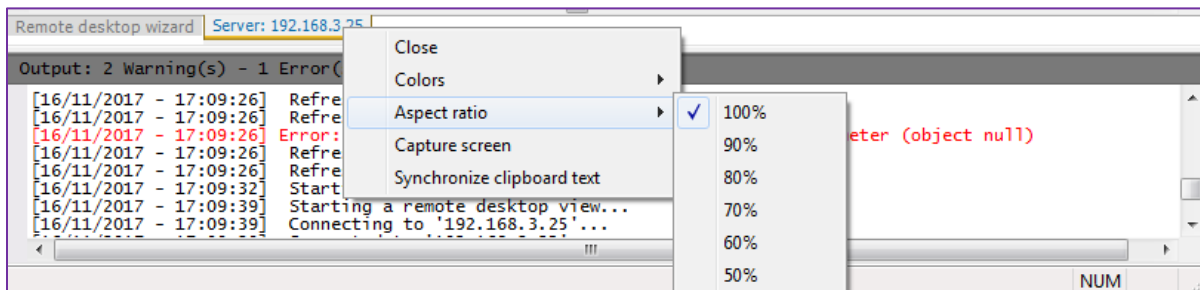 Remote desktop wizard Server: 192.168.3.25
Output: 2 Warning(s) - 1 Error(
[16/11/2017 - 17:09:26] Refre
[16/11/2017 - 17:09:26] Refre
[16/11/2017 - 17:09:26] Error: eter (object null)
[16/11/2017 - 17:09:26] Refre
[16/11/2017 - 17:09:26] Refre
[16/11/2017 - 17:09:32] Start
[16/11/2017 - 17:09:39] Starting a remote desktop view...
[16/11/2017 - 17:09:39] Connecting to '192.168.3.25'...
Close
Colors
Aspect ratio
Capture screen
Synchronize clipboard text
100%
90%
80%
70%
60%
50%
NUM